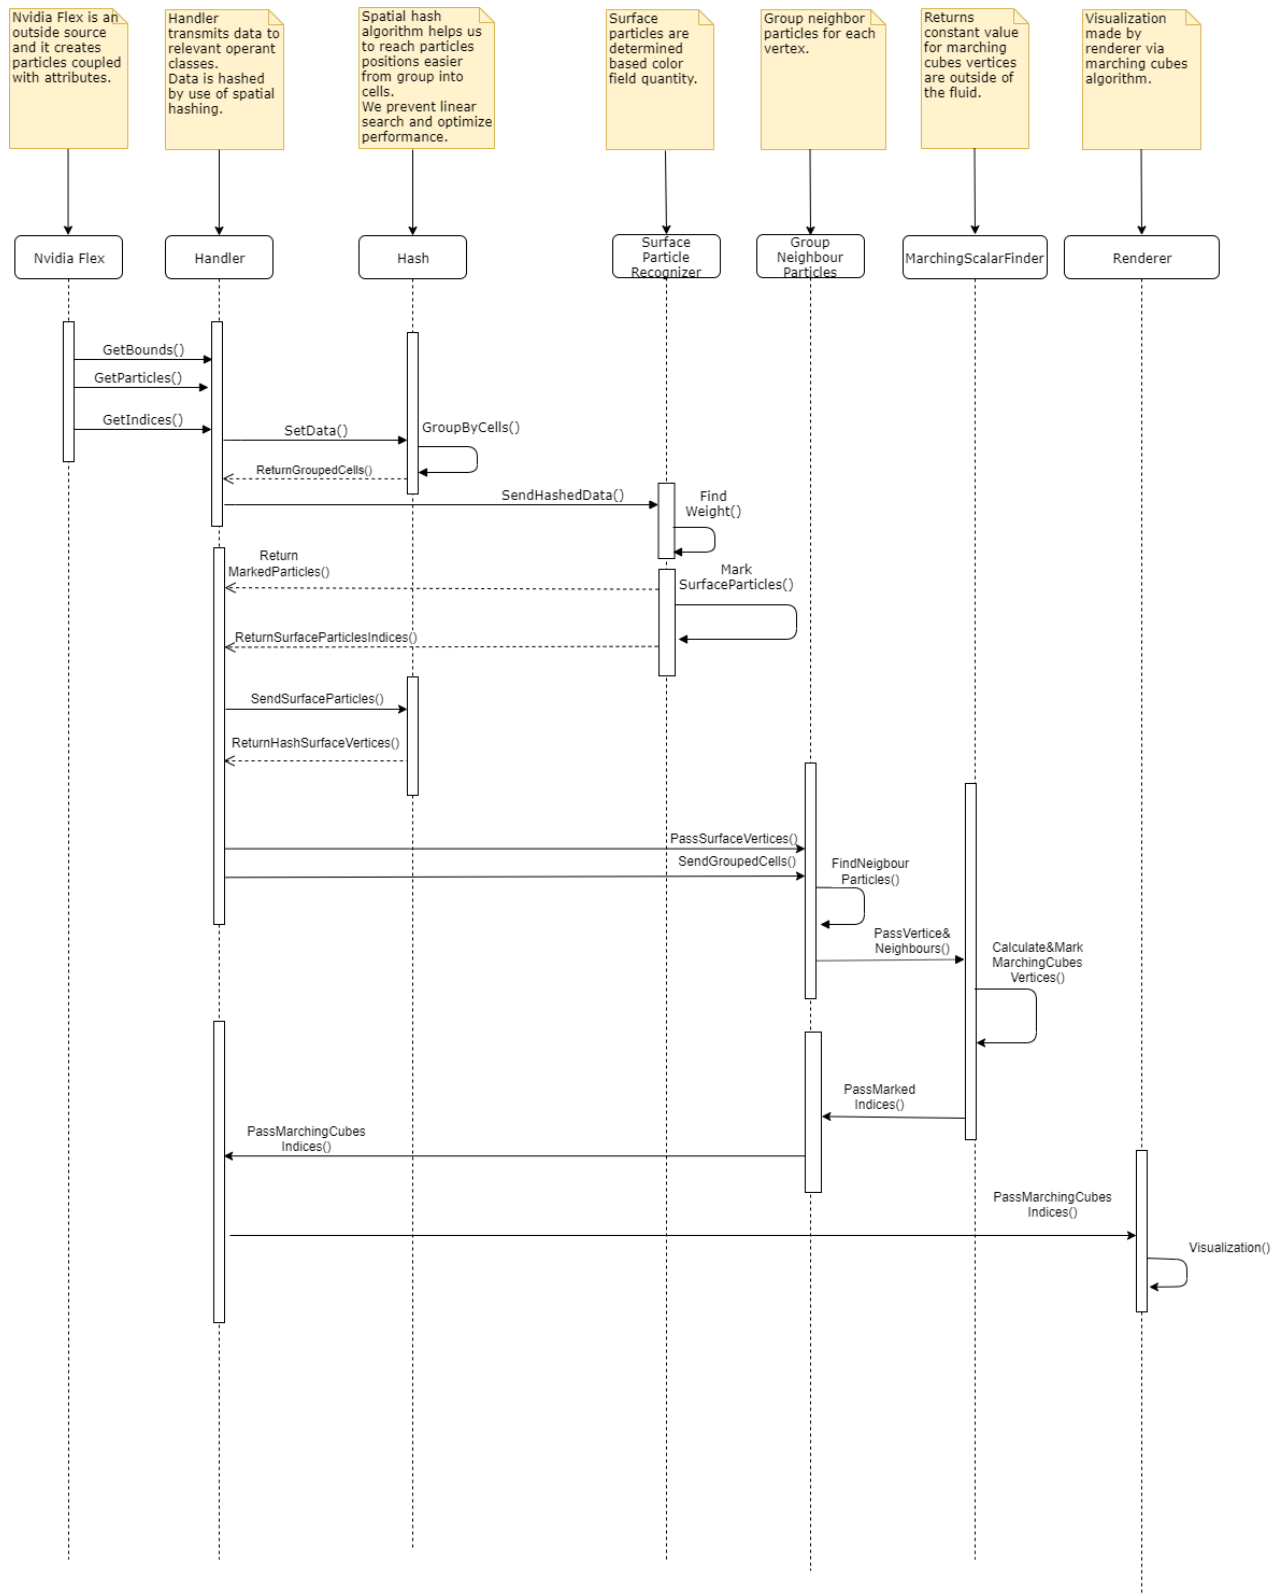 Nvidia Flex is an
outside source
and it creates
particles coupled
with attributes.
Handler
transmits data to
relevant operant
classes.
Data is hashed
by use of spatial
hashing.
Spatial hash
algorithm helps us
to reach particles
positions easier
from group into
cells.
We prevent linear
search and optimize
performance.
Surface
particles are
determined
based color
field quantity.
Group neighbor
particles for each
vertex.
Returns
constant value
for marching
cubes vertices
are outside of
the fluid.
Visualization
made by
renderer via
marching cubes
algorithm.
Nvidia Flex
Handler
Hash
Surface
Particle
Recognizer
Group
Neighbour
Particles
MarchingScalarFinder
Renderer
GetBounds()
GetParticles()
GetIndices()
SetData()
GroupByCells()
ReturnGroupedCells()
SendHashedData()
Find
Weight()
Return
MarkedParticles()
Mark
SurfaceParticles()
ReturnSurfaceParticlesIndices()
SendSurfaceParticles()
ReturnHashSurfaceVertices()
PassSurfaceVertices()
SendGroupedCells()
FindNeigbour
Particles()
PassVertice&
Neighbours()
Calculate&Mark
MarchingCubes
Vertices()
PassMarked
Indices()
PassMarchingCubes
Indices()
PassMarchingCubes
Indices()
Visualization()